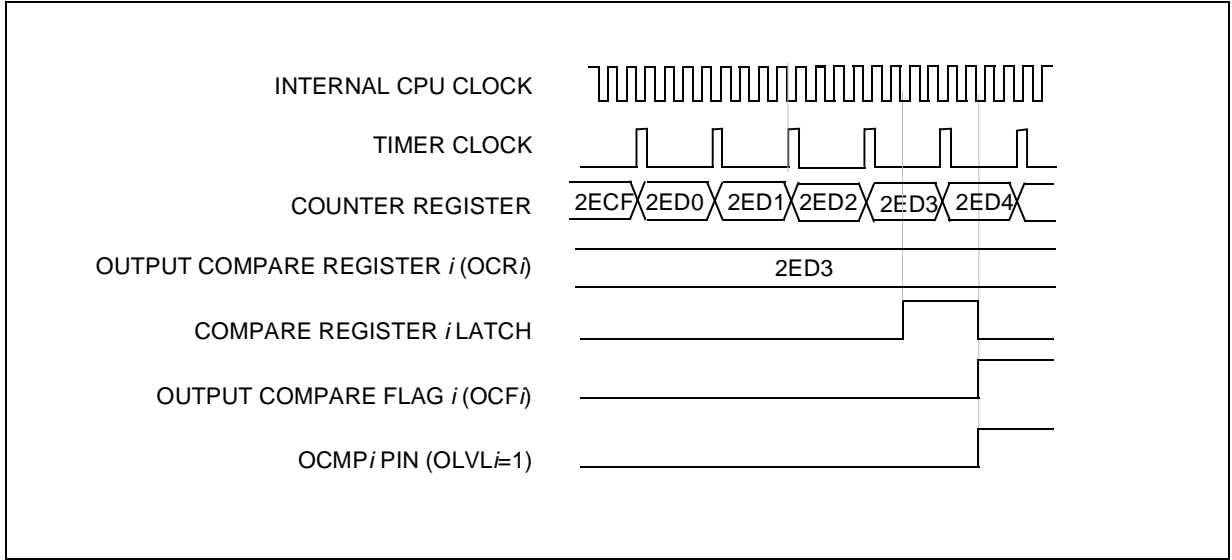 INTERNAL CPU CLOCK
TIMER CLOCK
COUNTER REGISTER 2ECF 2ED0 2ED1 2ED2 2ED3 2ED4
OUTPUT COMPARE REGISTER i (OCRi) 2ED3
COMPARE REGISTER i LATCH
OUTPUT COMPARE FLAG i (OCFi)
OCMPi PIN (OLVLi=1)